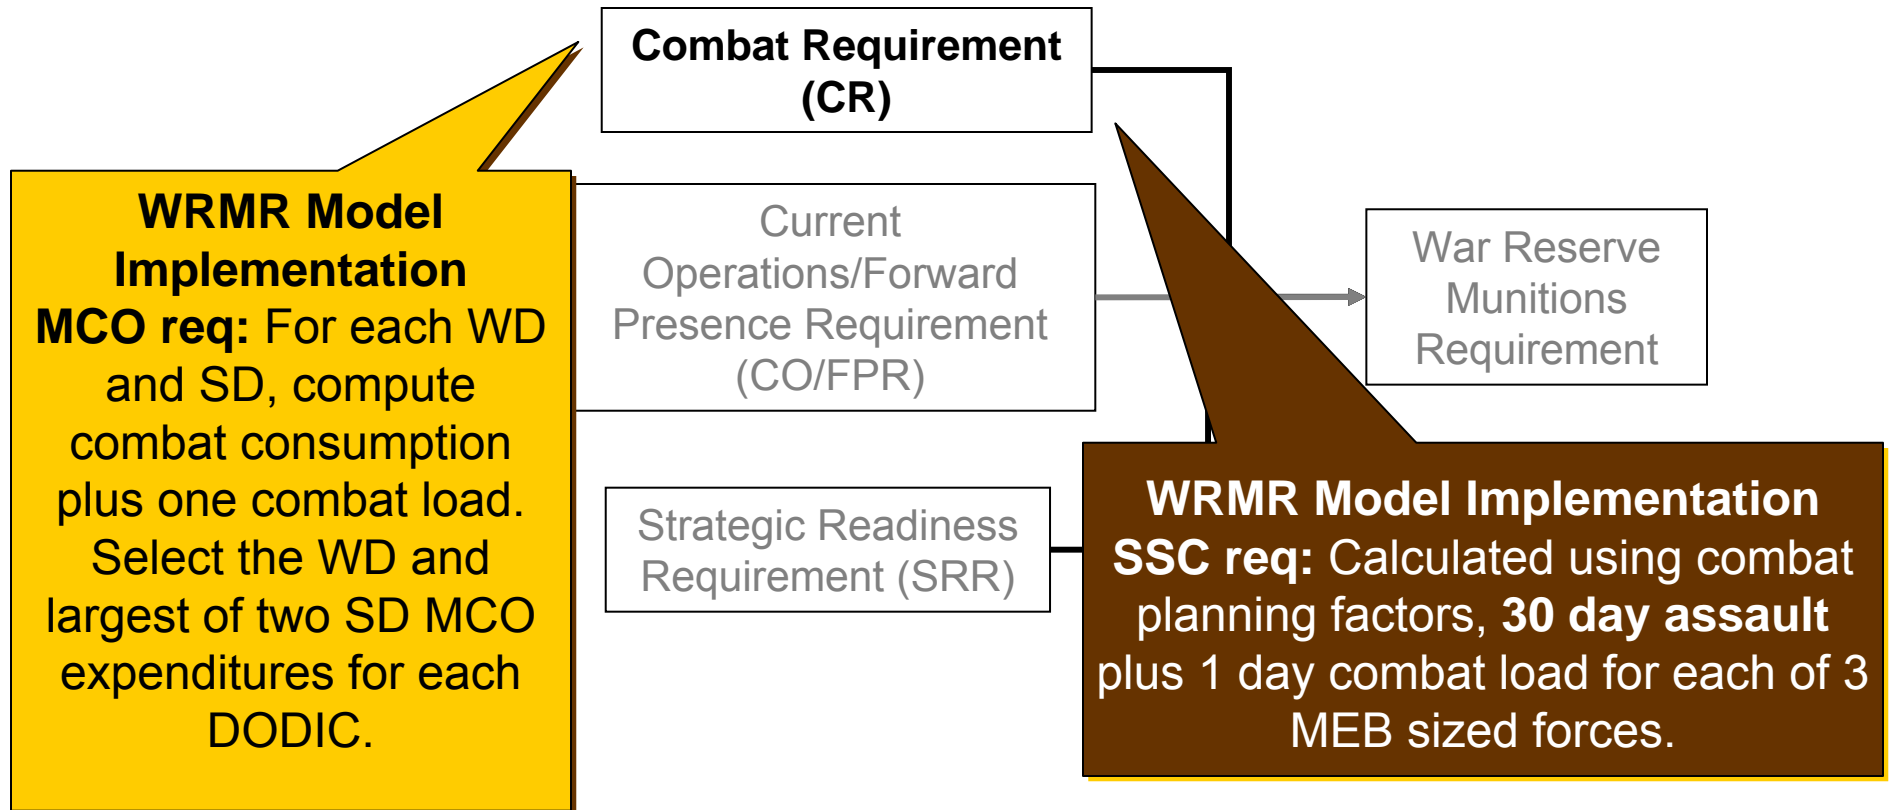 Combat Requirement
(CR)
WRMR Model
Implementation
MCO req: For each WD
and SD, compute
combat consumption
plus one combat load.
Select the WD and
largest of two SD MCO
expenditures for each
DODIC.
Current
Operations/Forward
Presence Requirement
(CO/FPR)
War Reserve
Munitions
Requirement
Strategic Readiness
Requirement (SRR)
WRMR Model Implementation
SSC req: Calculated using combat
planning factors, 30 day assault
plus 1 day combat load for each of 3
MEB sized forces.